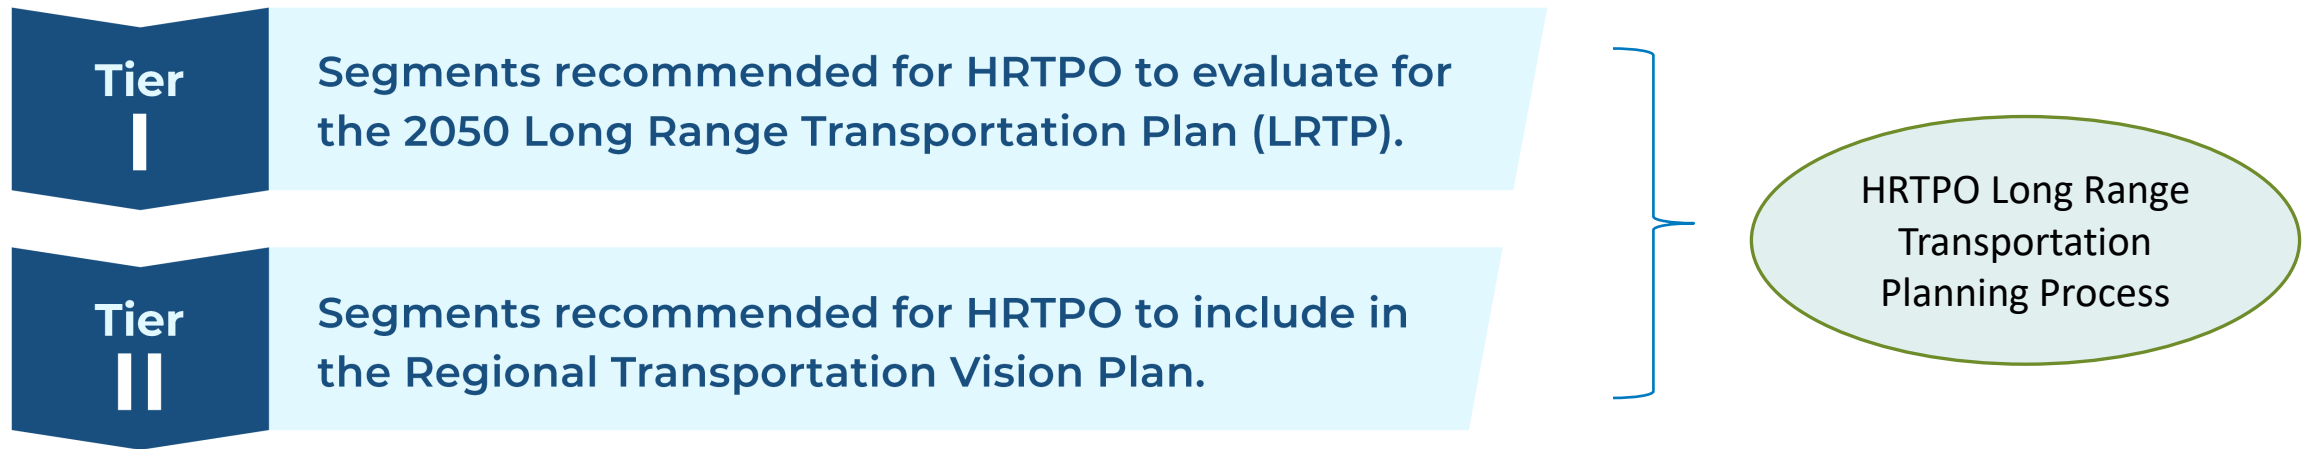 Tier
I
Segments recommended for HRTPO to evaluate for
the 2050 Long Range Transportation Plan (LRTP).
Tier
II
Segments recommended for HRTPO to include in
the Regional Transportation Vision Plan.
HRTPO Long Range
Transportation
Planning Process